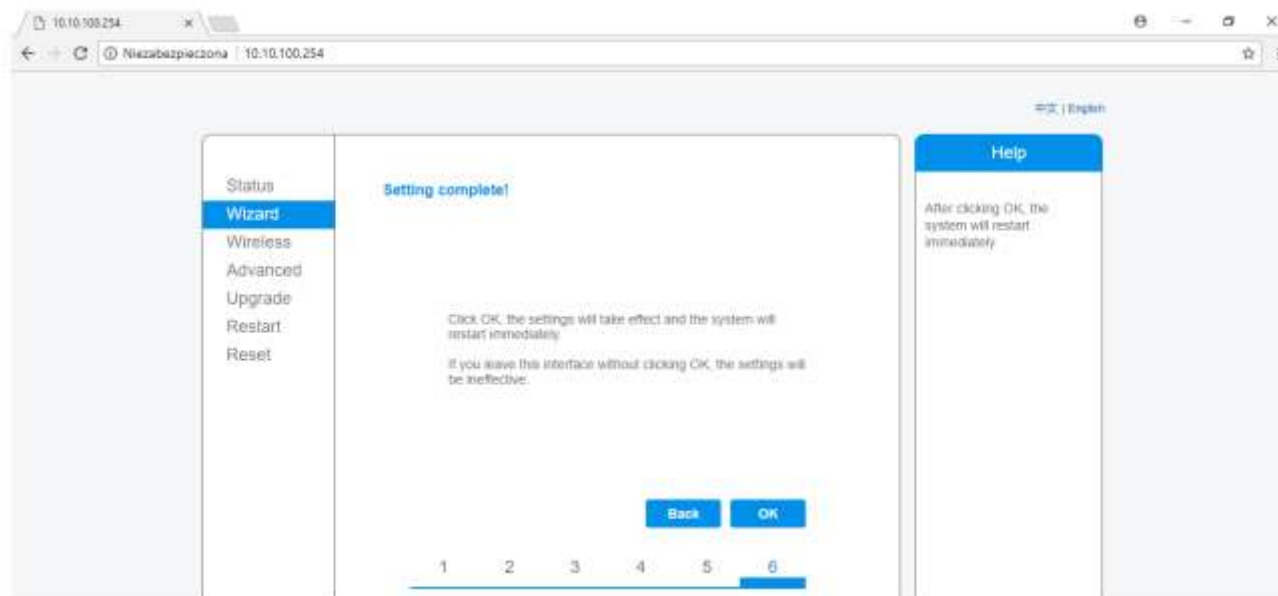 10.10.100.254
Niezabezpieczona | 10.10.100.254
中文 | English
Status
Wizard
Wireless
Advanced
Upgrade
Restart
Reset
Setting complete!
Click OK, the settings will take effect and the system will
restart immediately.
If you leave this interface without clicking OK, the settings will
be ineffective.
Back
OK
1 2 3 4 5 6
Help
After clicking OK, the
system will restart
immediately.